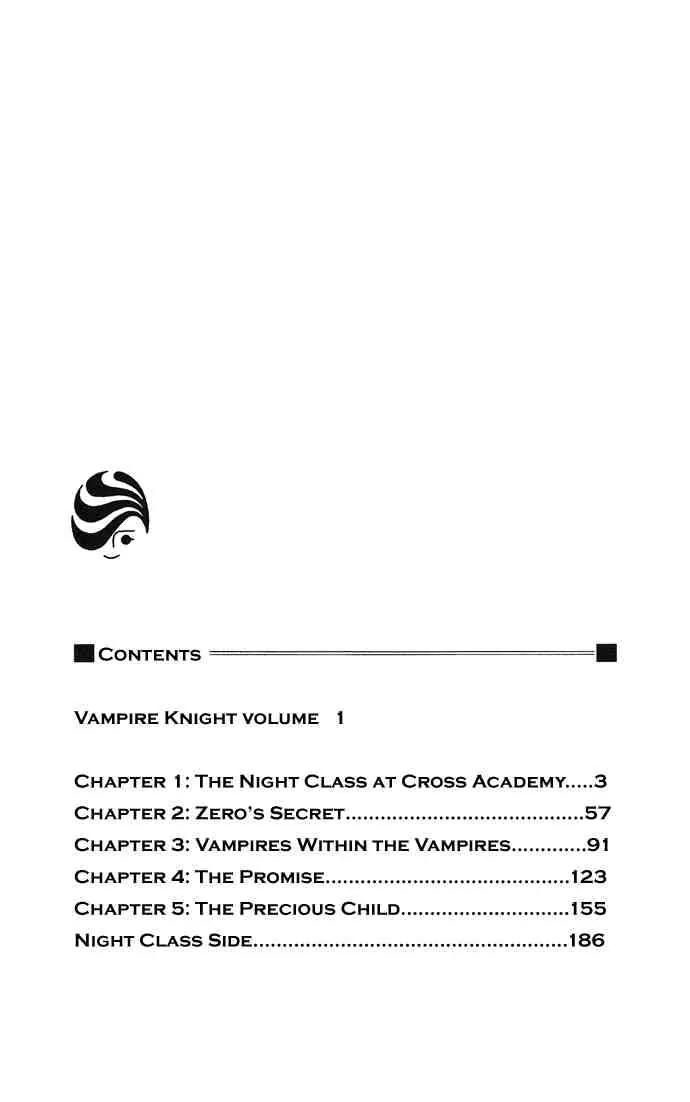 Contents
Vampire Knight volume 1
Chapter 1: The Night Class at Cross Academy.....3
Chapter 2: Zero's Secret.........................................57
Chapter 3: Vampires Within the Vampires.............91
Chapter 4: The Promise..........................................123
Chapter 5: The Precious Child.............................155
Night Class Side......................................................186